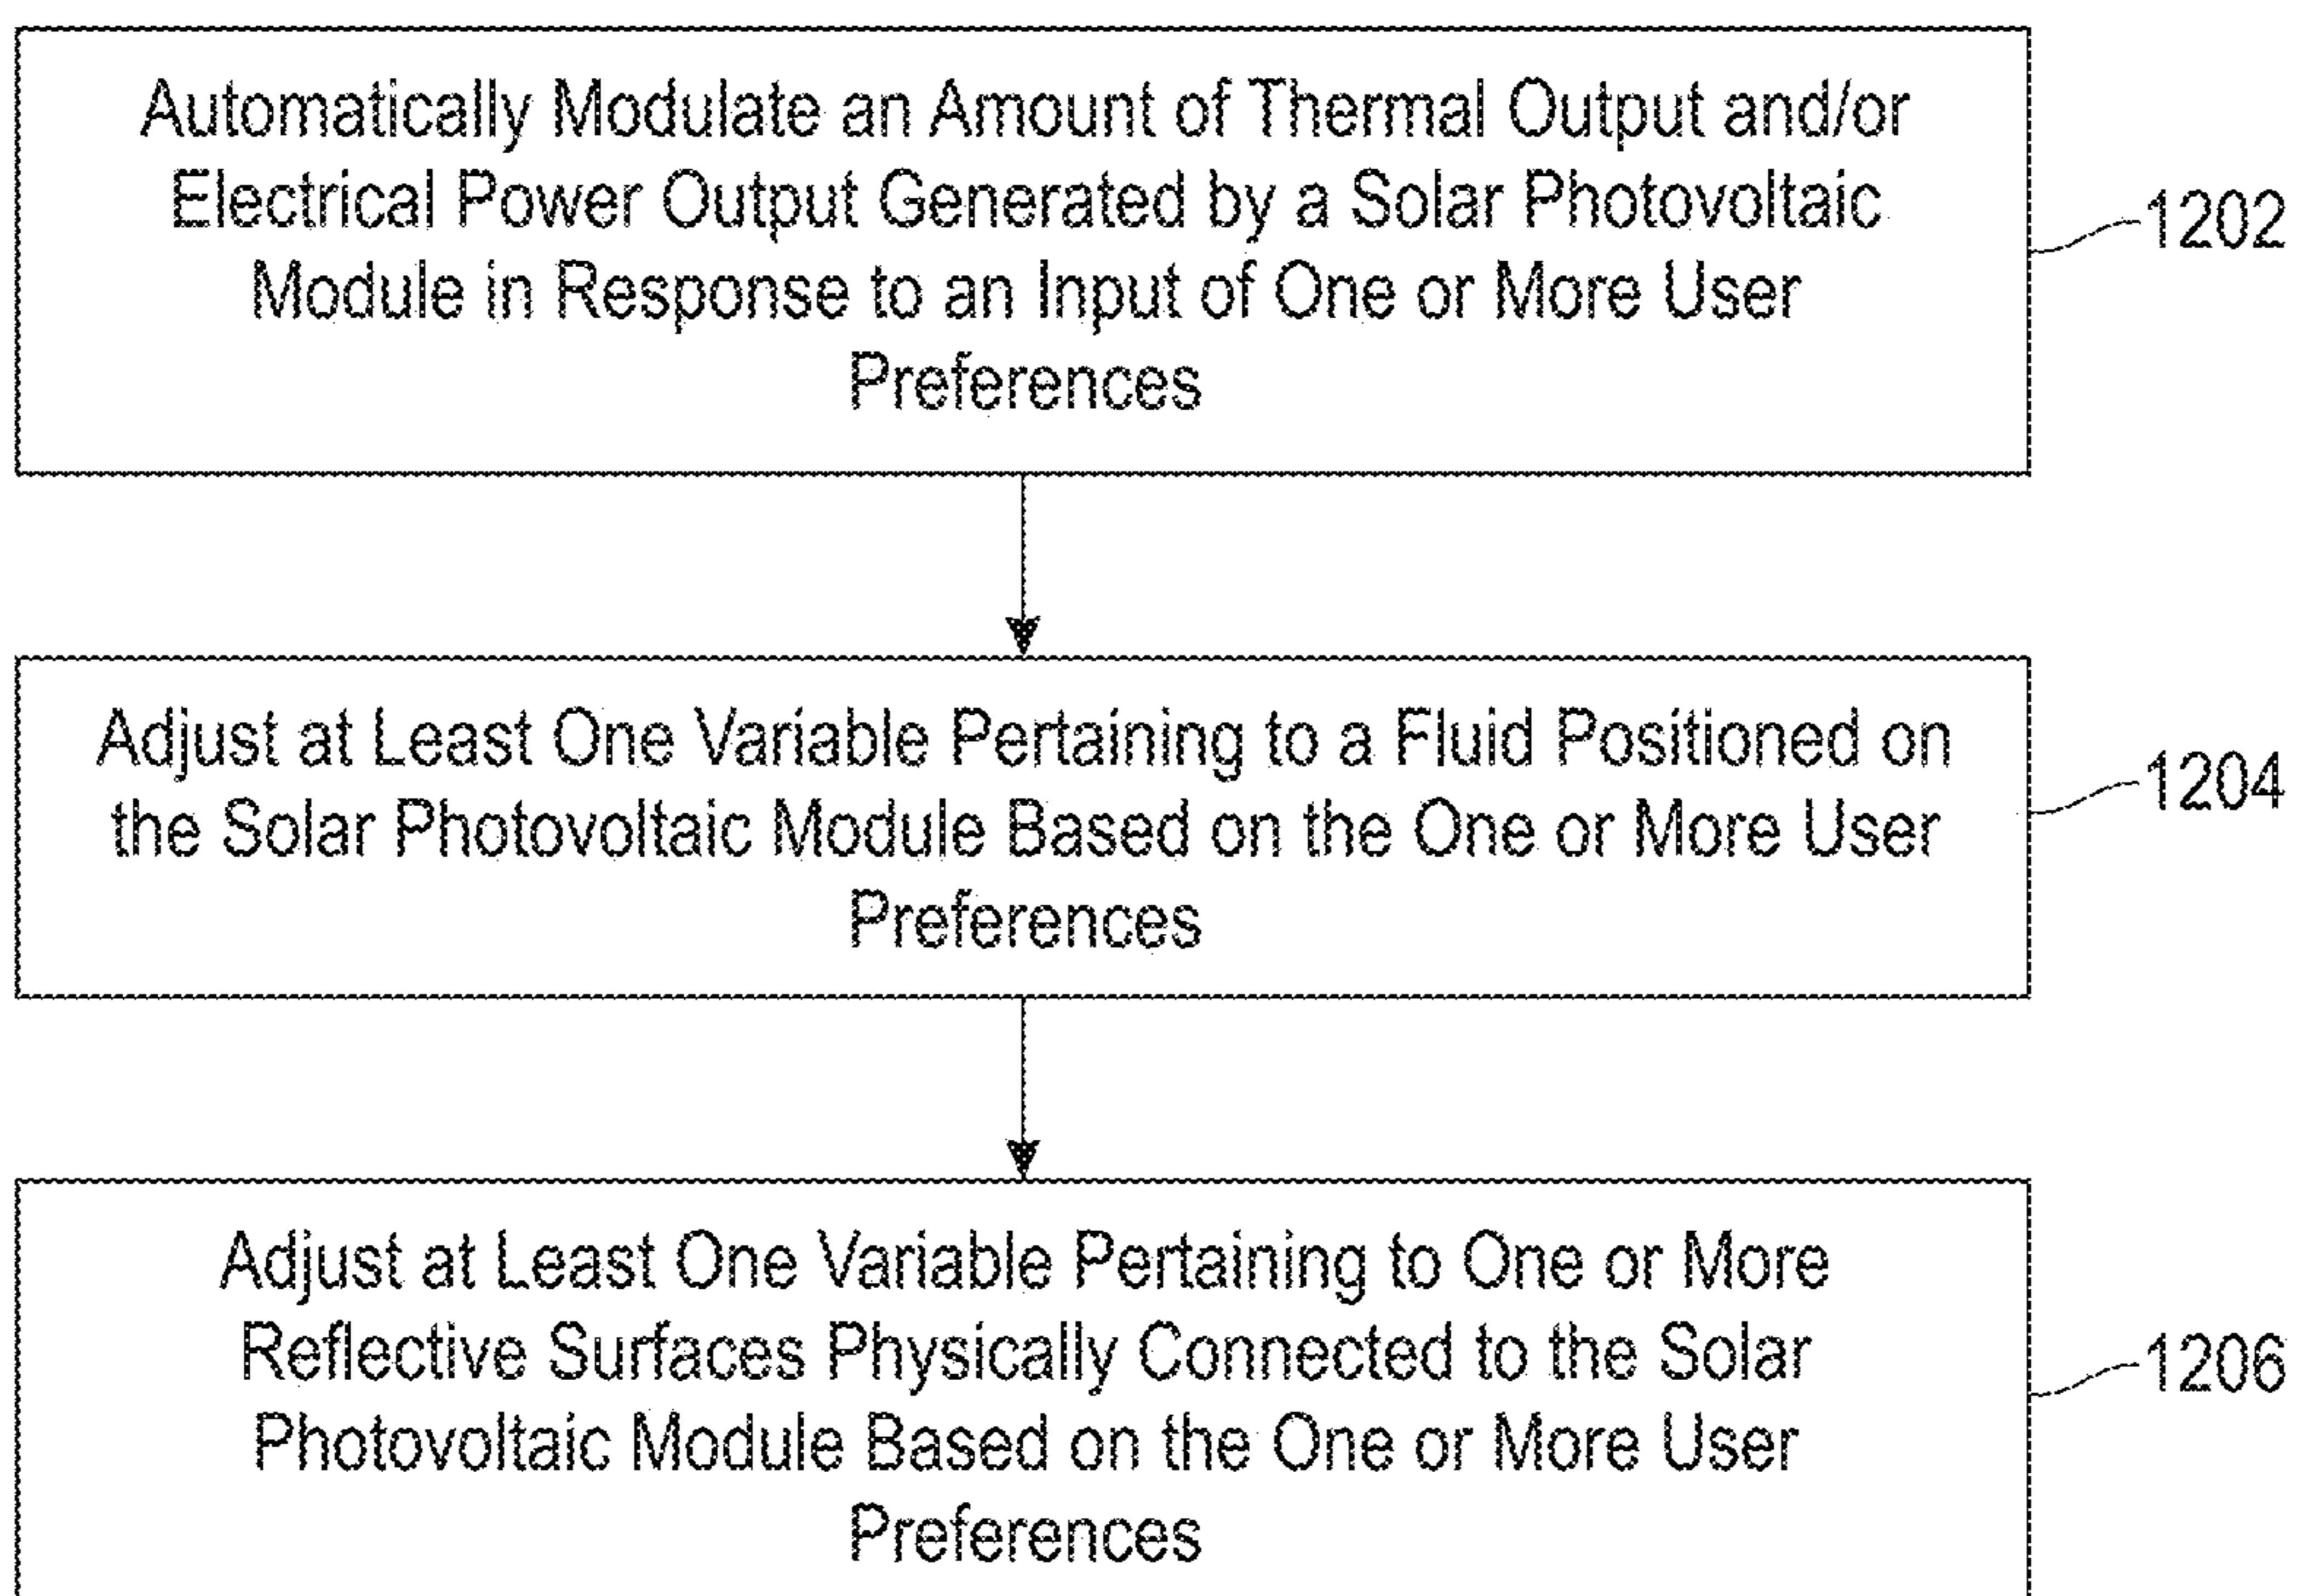 Automatically Modulate an Amount of Thermal Output and/or
Electrical Power Output Generated by a Solar Photovoltaic
Module in Response to an Input of One or More User
Preferences
1202
Adjust at Least One Variable Pertaining to a Fluid Positioned on
the Solar Photovoltaic Module Based on the One or More User
Preferences
1204
Adjust at Least One Variable Pertaining to One or More
Reflective Surfaces Physically Connected to the Solar
Photovoltaic Module Based on the One or More User
Preferences
1206